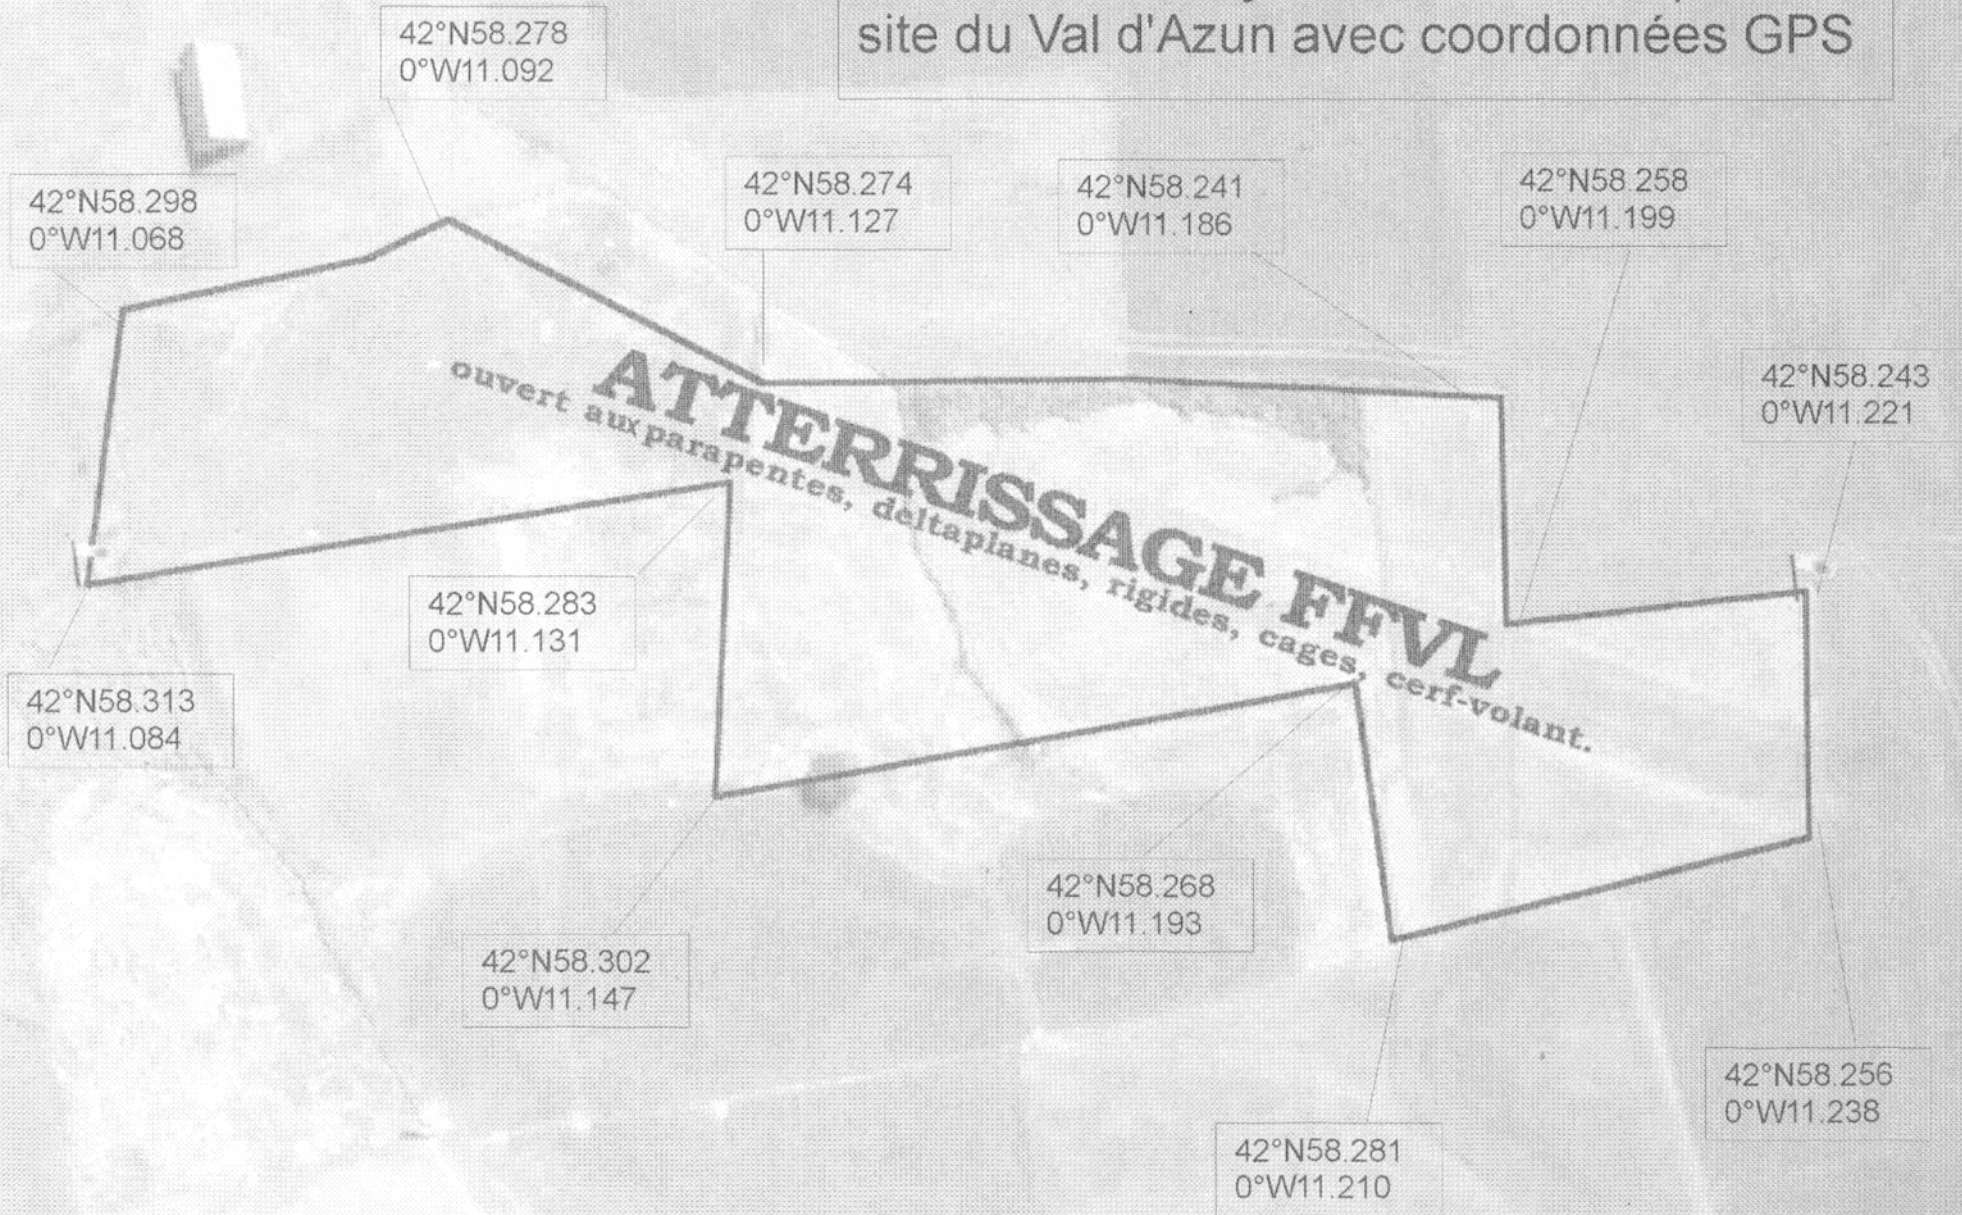 site du Val d'Azun avec coordonnées GPS
42°N58.278
0°W11.092
42°N58.298
0°W11.068
42°N58.274
0°W11.127
42°N58.241
0°W11.186
42°N58.258
0°W11.199
42°N58.243
0°W11.221
ATTERRISSAGE FFVL
ouvert aux parapentes, deltaplanes, rigides, cages, cerf-volant.
42°N58.283
0°W11.131
42°N58.313
0°W11.084
42°N58.268
0°W11.193
42°N58.302
0°W11.147
42°N58.256
0°W11.238
42°N58.281
0°W11.210